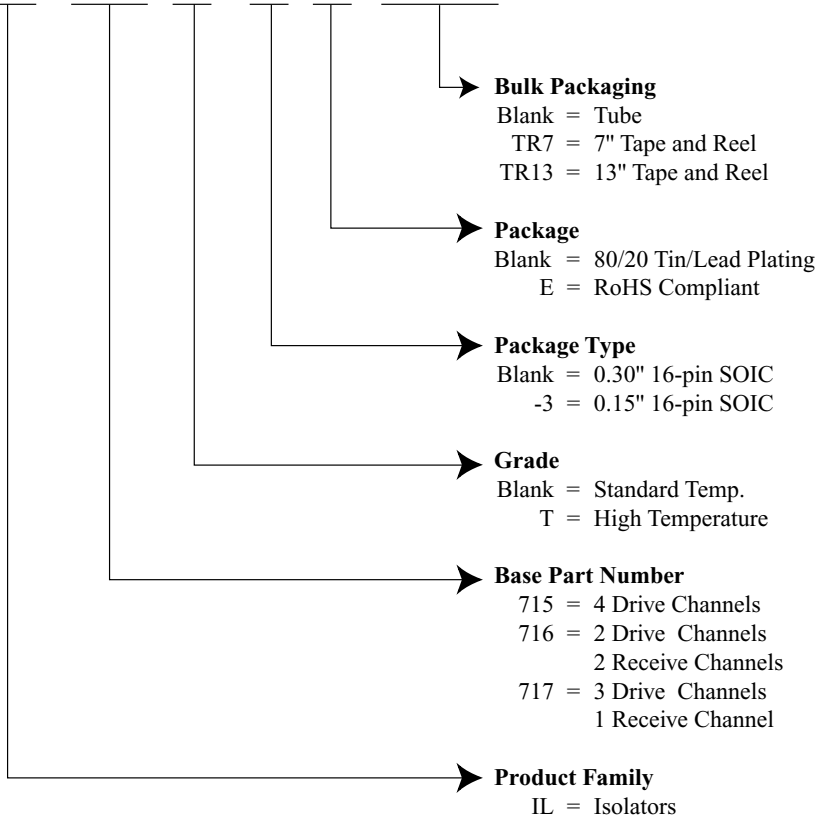 Bulk Packaging
Blank = Tube
TR7 = 7" Tape and Reel
TR13 = 13" Tape and Reel
Package
Blank = 80/20 Tin/Lead Plating
E = RoHS Compliant
Package Type
Blank = 0.30" 16-pin SOIC
-3 = 0.15" 16-pin SOIC
Grade
Blank = Standard Temp.
T = High Temperature
Base Part Number
715 = 4 Drive Channels
716 = 2 Drive Channels
2 Receive Channels
717 = 3 Drive Channels
1 Receive Channel
Product Family
IL = Isolators